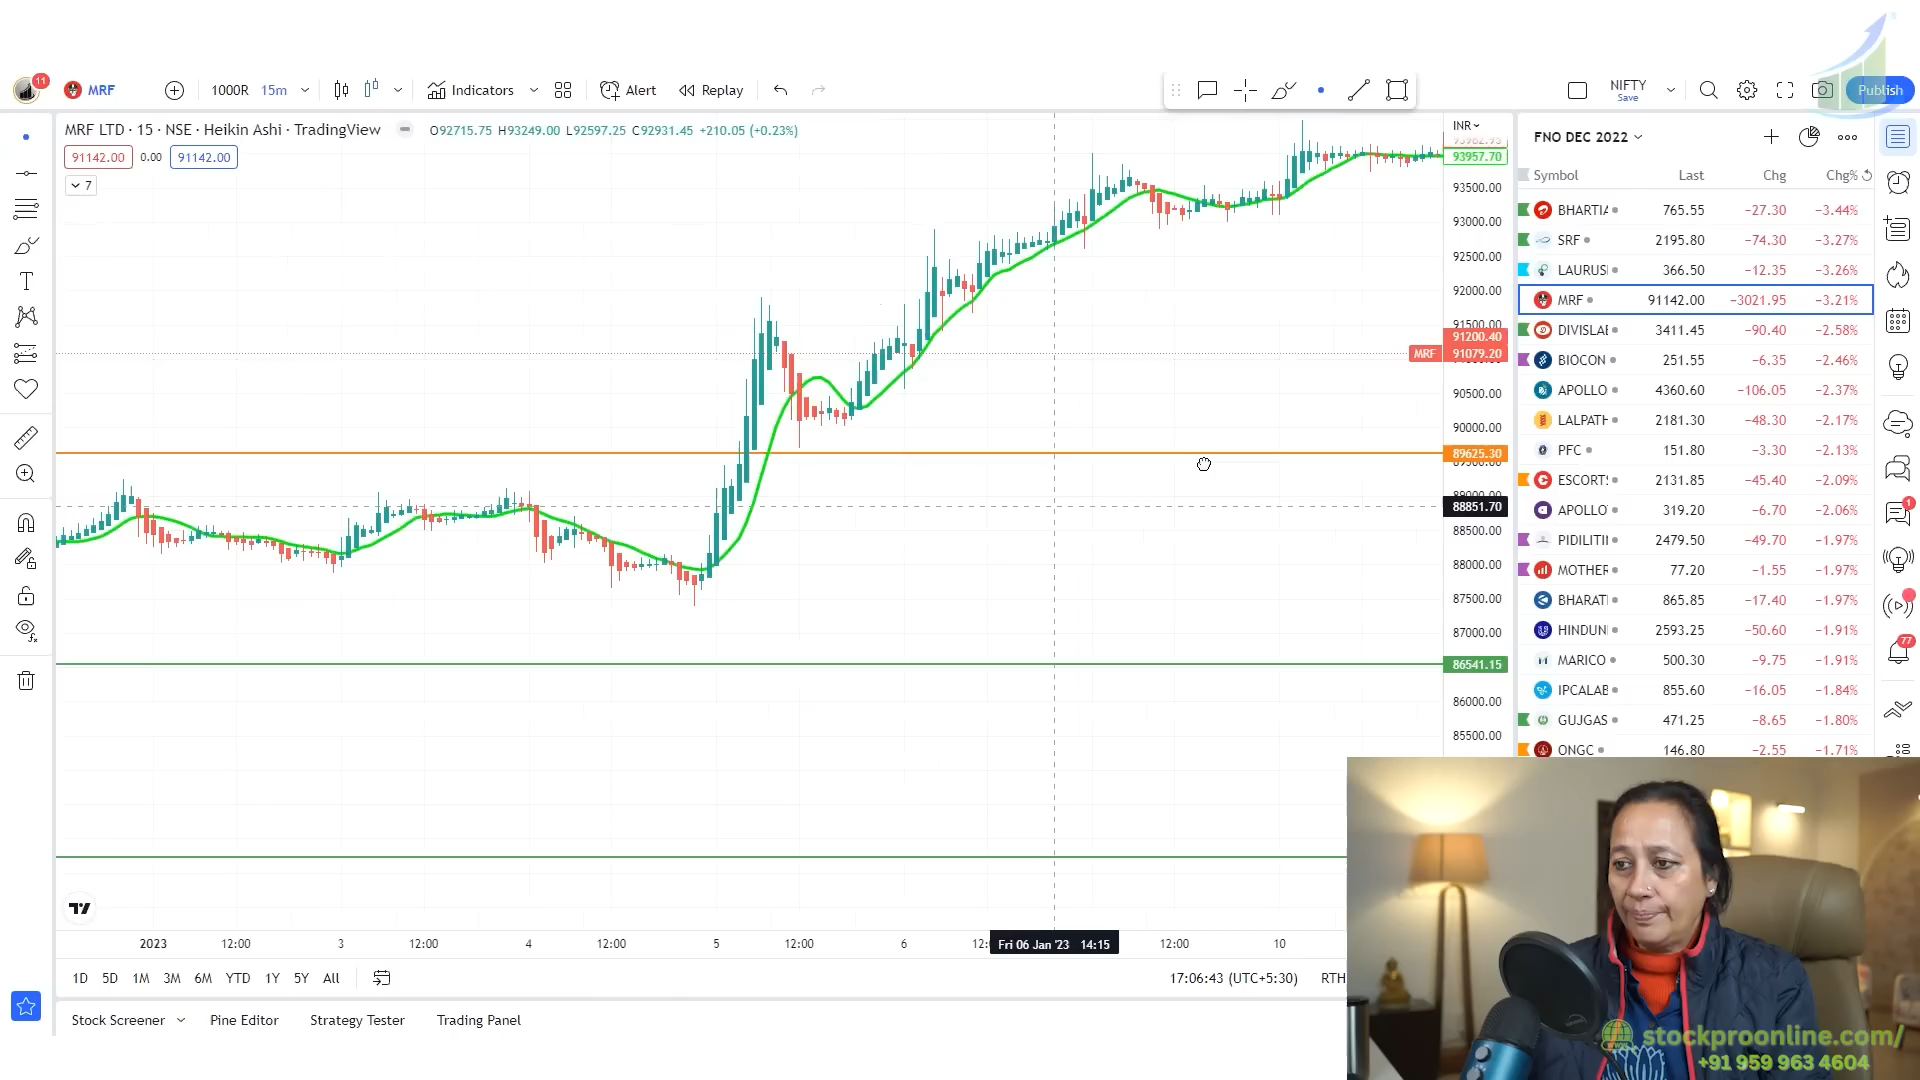 11 MRF 1000R 15m Indicators Alert Replay NIFTY Save Publish
MRF LTD · 15 · NSE · Heikin Ashi · TradingView O92715.75 H93249.00 L92597.25 C92931.45 +210.05 (+0.23%)
91142.00 0.00 91142.00
7
INR
93957.70
93500.00
93000.00
92500.00
92000.00
91500.00
91200.40
MRF 91079.20
90500.00
90000.00
89625.30
89000.00
88851.70
88500.00
88000.00
87500.00
87000.00
86541.15
86000.00
85500.00
FNO DEC 2022
Symbol Last Chg Chg%
BHARTIA 765.55 −27.30 −3.44%
SRF 2195.80 −74.30 −3.27%
LAURUS 366.50 −12.35 −3.26%
MRF 91142.00 −3021.95 −3.21%
DIVISLAE 3411.45 −90.40 −2.58%
BIOCON 251.55 −6.35 −2.46%
APOLLO 4360.60 −106.05 −2.37%
LALPATH 2181.30 −48.30 −2.17%
PFC 151.80 −3.30 −2.13%
ESCORTS 2131.85 −45.40 −2.09%
APOLLO 319.20 −6.70 −2.06%
PIDILITI 2479.50 −49.70 −1.97%
MOTHER 77.20 −1.55 −1.97%
BHARAT 865.85 −17.40 −1.97%
HINDUN 2593.25 −50.60 −1.91%
MARICO 500.30 −9.75 −1.91%
IPCALAB 855.60 −16.05 −1.84%
GUJGAS 471.25 −8.65 −1.80%
ONGC 146.80 −2.55 −1.71%
1
77
2023 12:00 3 12:00 4 12:00 5 12:00 6 12: Fri 06 Jan '23 14:15 12:00 10
1D 5D 1M 3M 6M YTD 1Y 5Y All 17:06:43 (UTC+5:30) RTH
Stock Screener Pine Editor Strategy Tester Trading Panel
stockproonline.com/
+91 959 963 4604